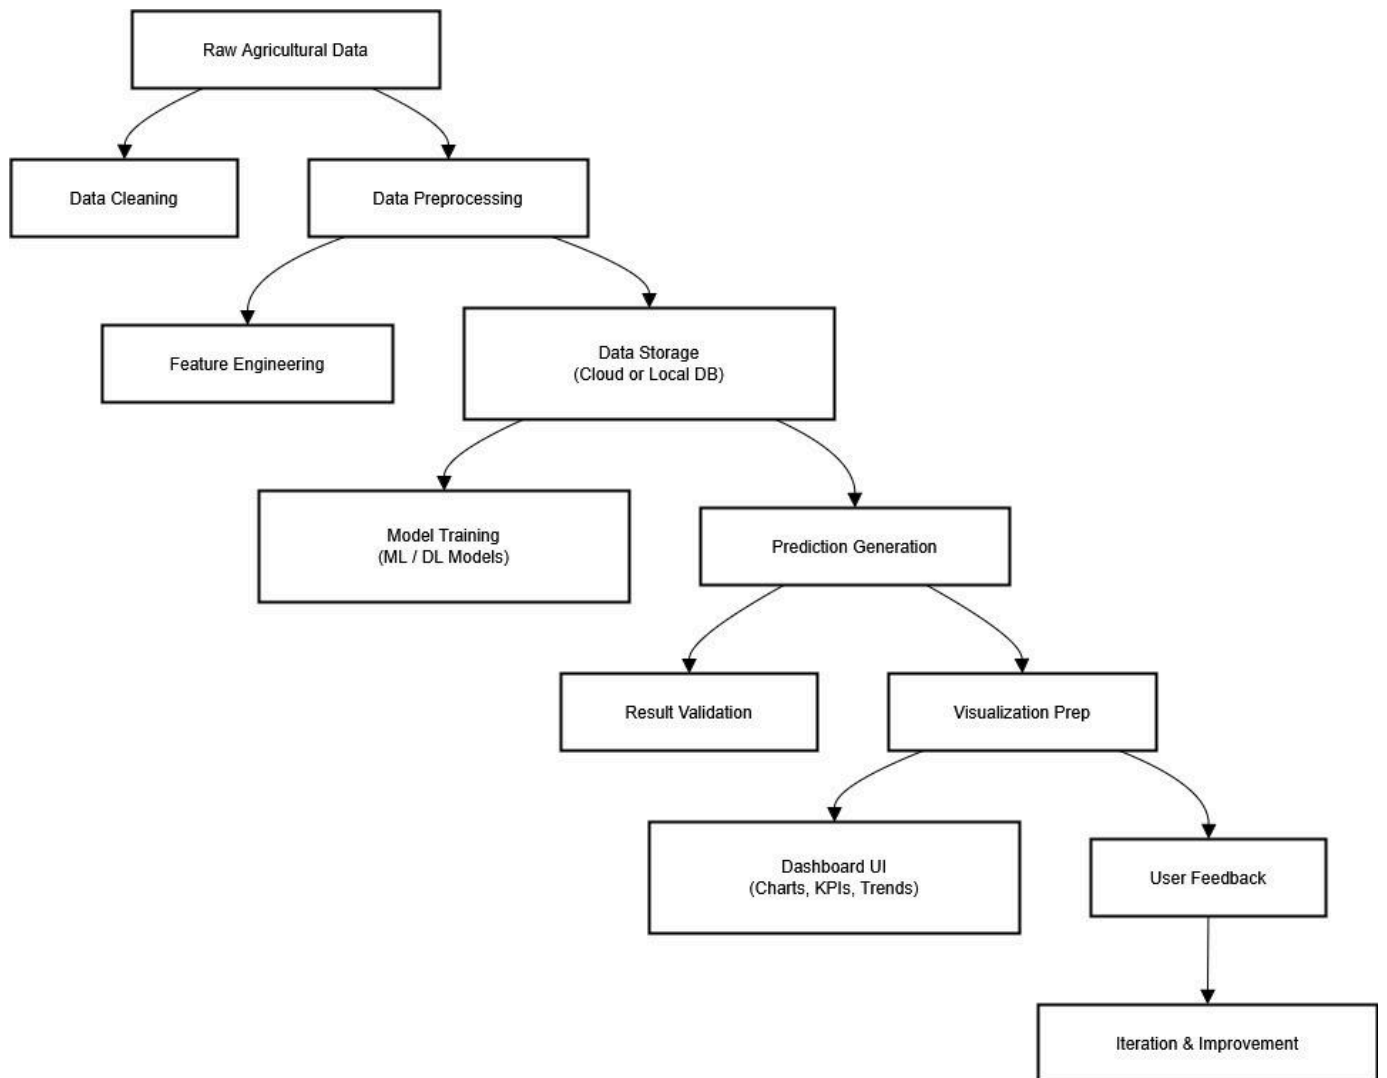 Raw Agricultural Data
Data Cleaning
Data Preprocessing
Feature Engineering
Data Storage
(Cloud or Local DB)
Model Training
(ML / DL Models)
Prediction Generation
Result Validation
Visualization Prep
Dashboard UI
(Charts, KPIs, Trends)
User Feedback
Iteration & Improvement